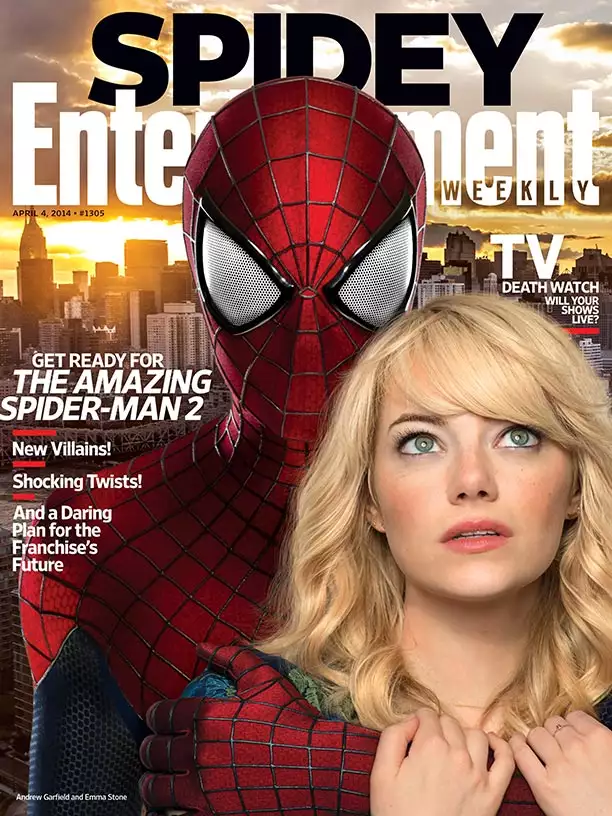 SPIDEY
Entertainment
WEEKLY
APRIL 4, 2014 • #1305
TV
DEATH WATCH
WILL YOUR
SHOWS
LIVE?
GET READY FOR
THE AMAZING
SPIDER-MAN 2
New Villains!
Shocking Twists!
And a Daring
Plan for the
Franchise's
Future
Andrew Garfield and Emma Stone